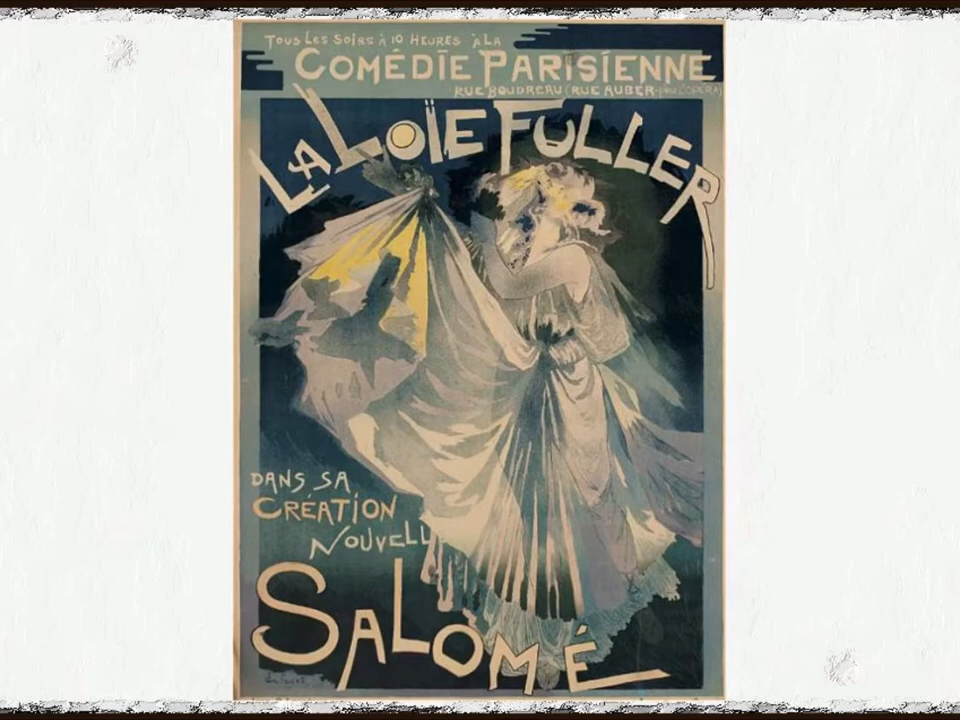 TOUS LES SOIRS À 10 HEURES À LA
COMÉDIE PARISIENNE
RUE BOUDREAU (RUE AUBER
LA LOÏE FULLER
DANS SA
CRÉATION
NOUVELL
SALOMÉ